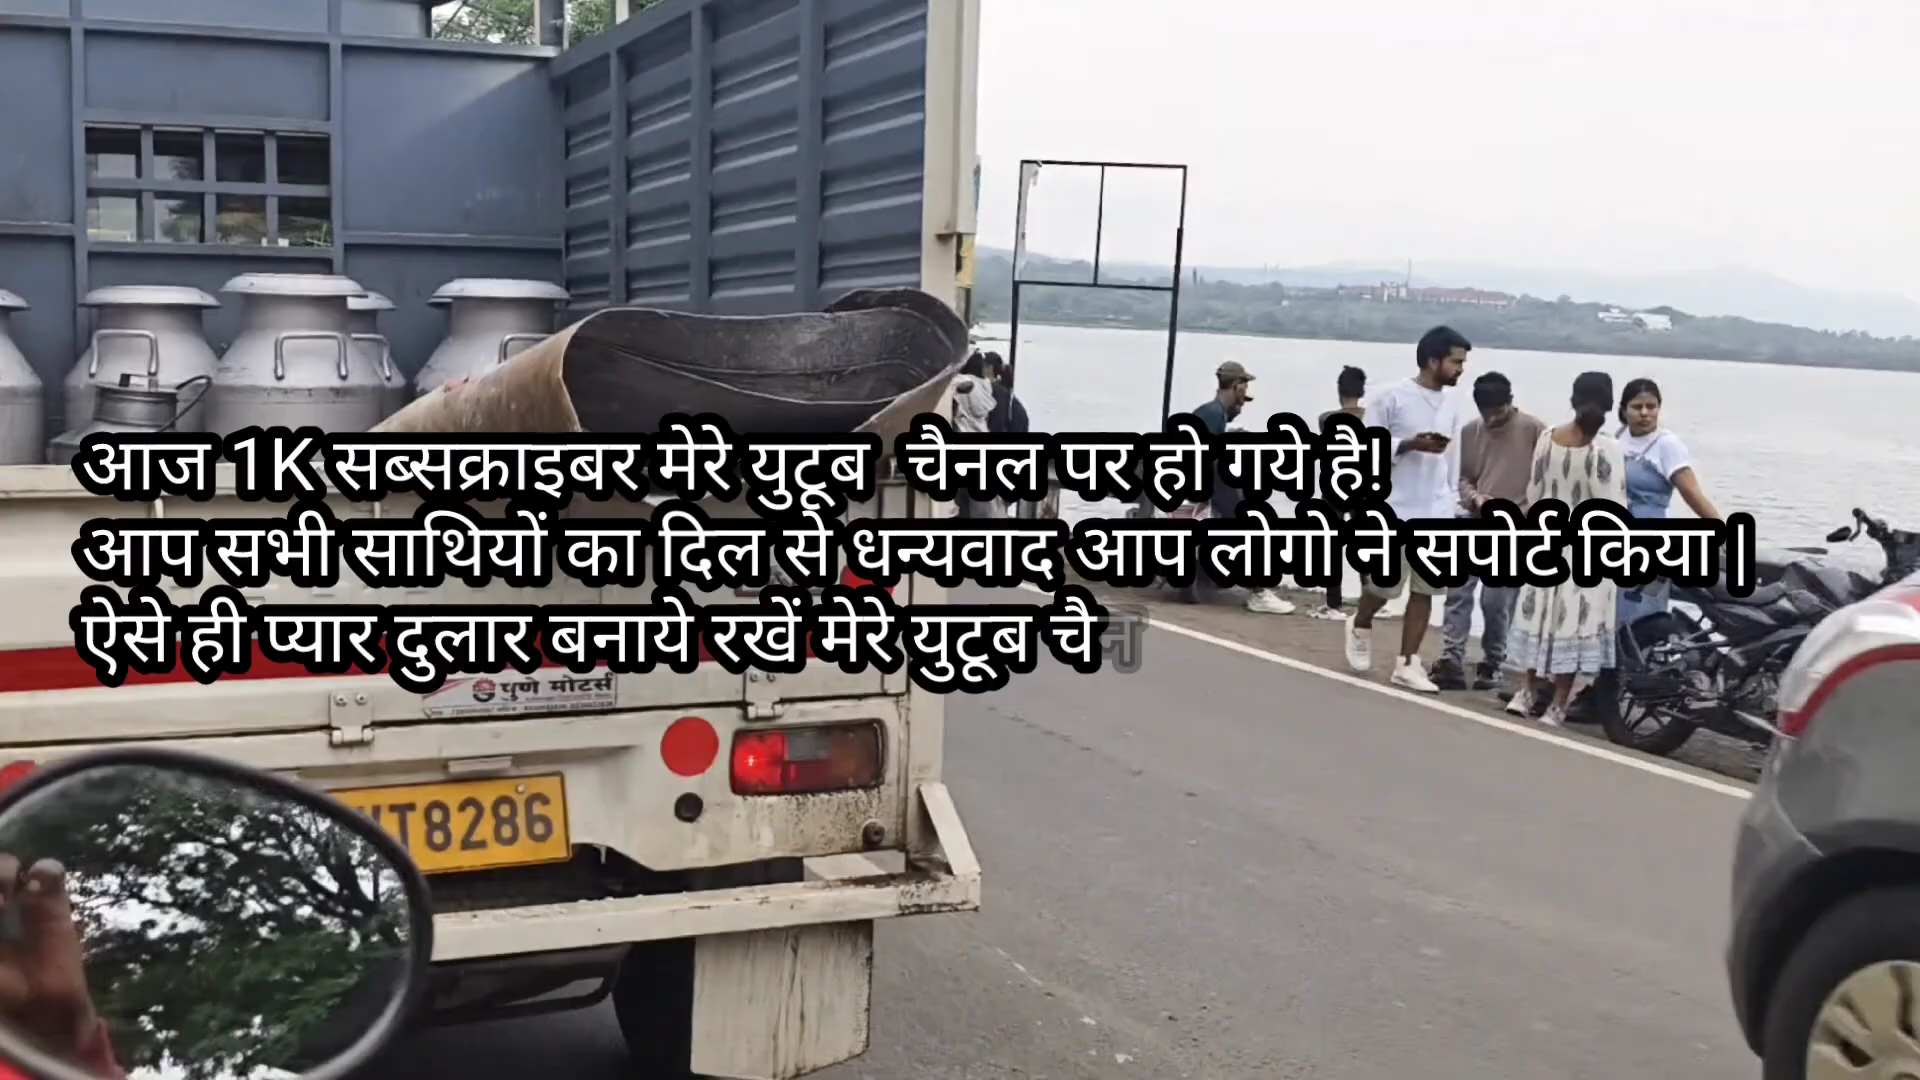 आज 1K सब्सक्राइबर मेरे युटूब चैनल पर हो गये है!
आप सभी साथियों का दिल से धन्यवाद आप लोगो ने सपोर्ट किया |
ऐसे ही प्यार दुलार बनाये रखें मेरे युटूब चैन
पुणे मोटर्स
T8286